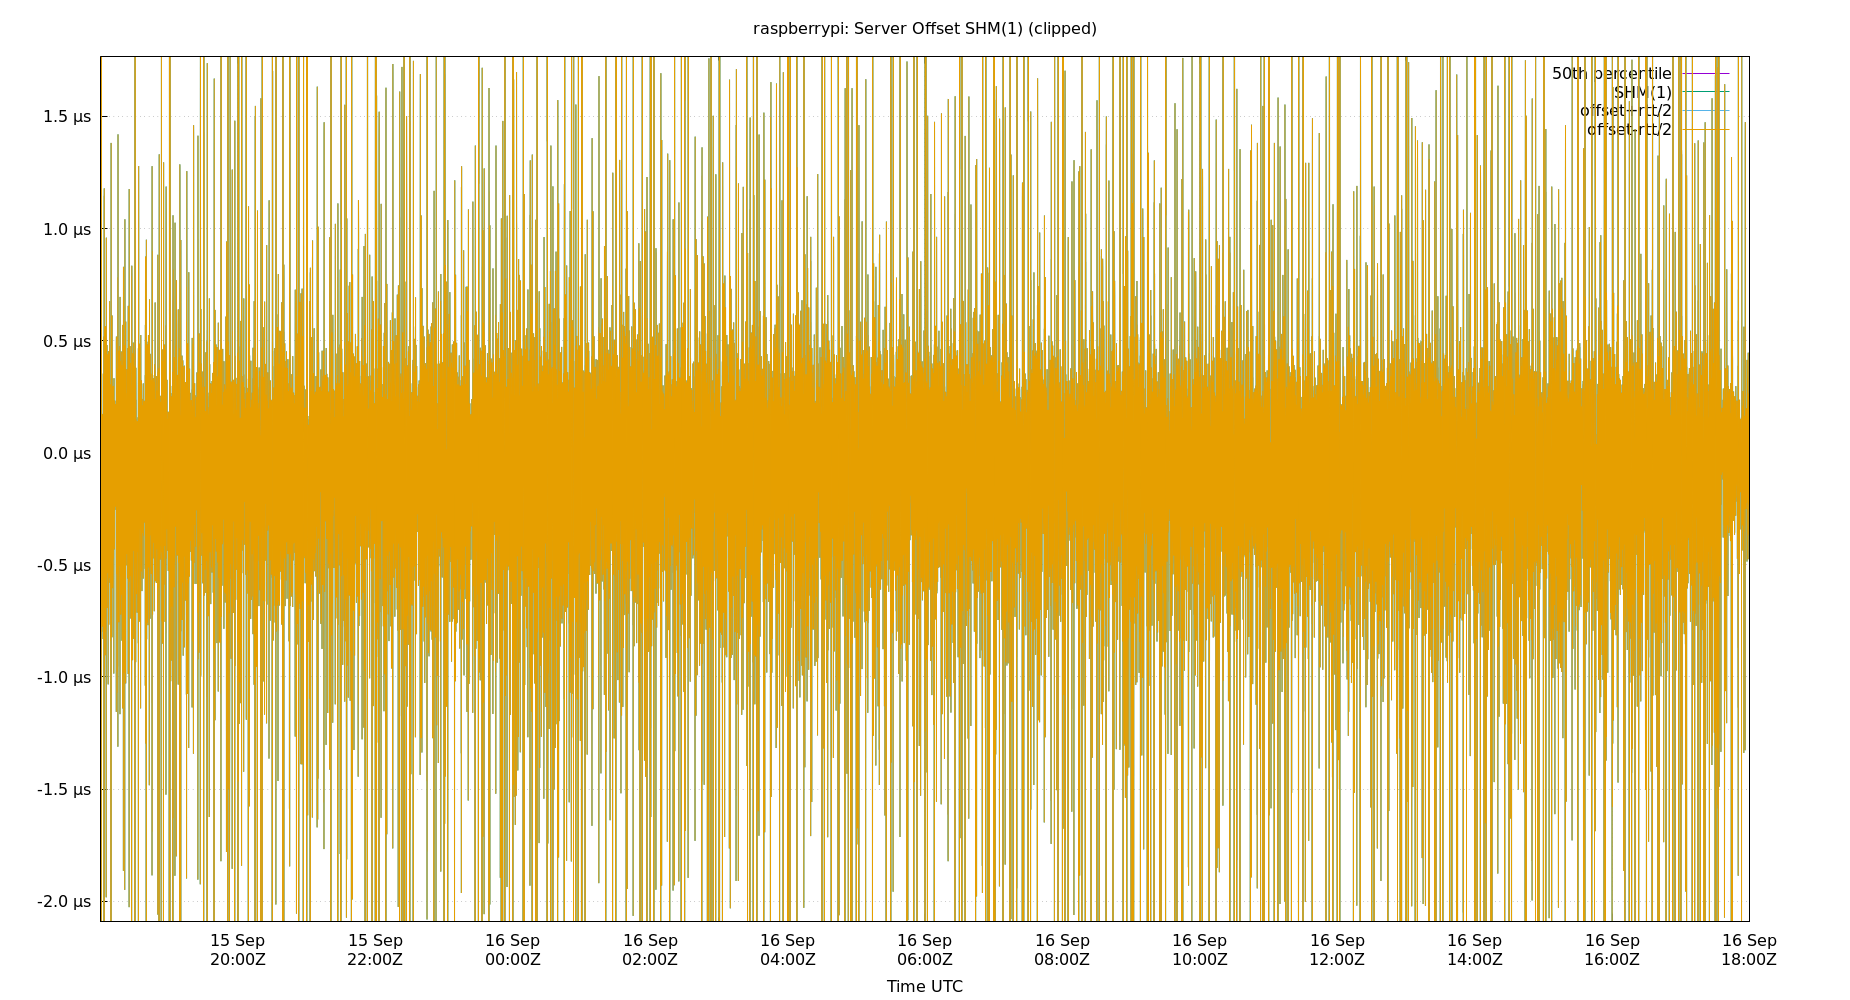 raspberrypi: Server Offset SHM(1) (clipped)
50th percentile
SHM(1)
offset+rtt/2
offset-rtt/2
1.5 µs
1.0 µs
0.5 µs
0.0 µs
-0.5 µs
-1.0 µs
-1.5 µs
-2.0 µs
15 Sep 15 Sep 16 Sep 16 Sep 16 Sep 16 Sep 16 Sep 16 Sep 16 Sep 16 Sep 16 Sep 16 Sep
20:00Z 22:00Z 00:00Z 02:00Z 04:00Z 06:00Z 08:00Z 10:00Z 12:00Z 14:00Z 16:00Z 18:00Z
Time UTC